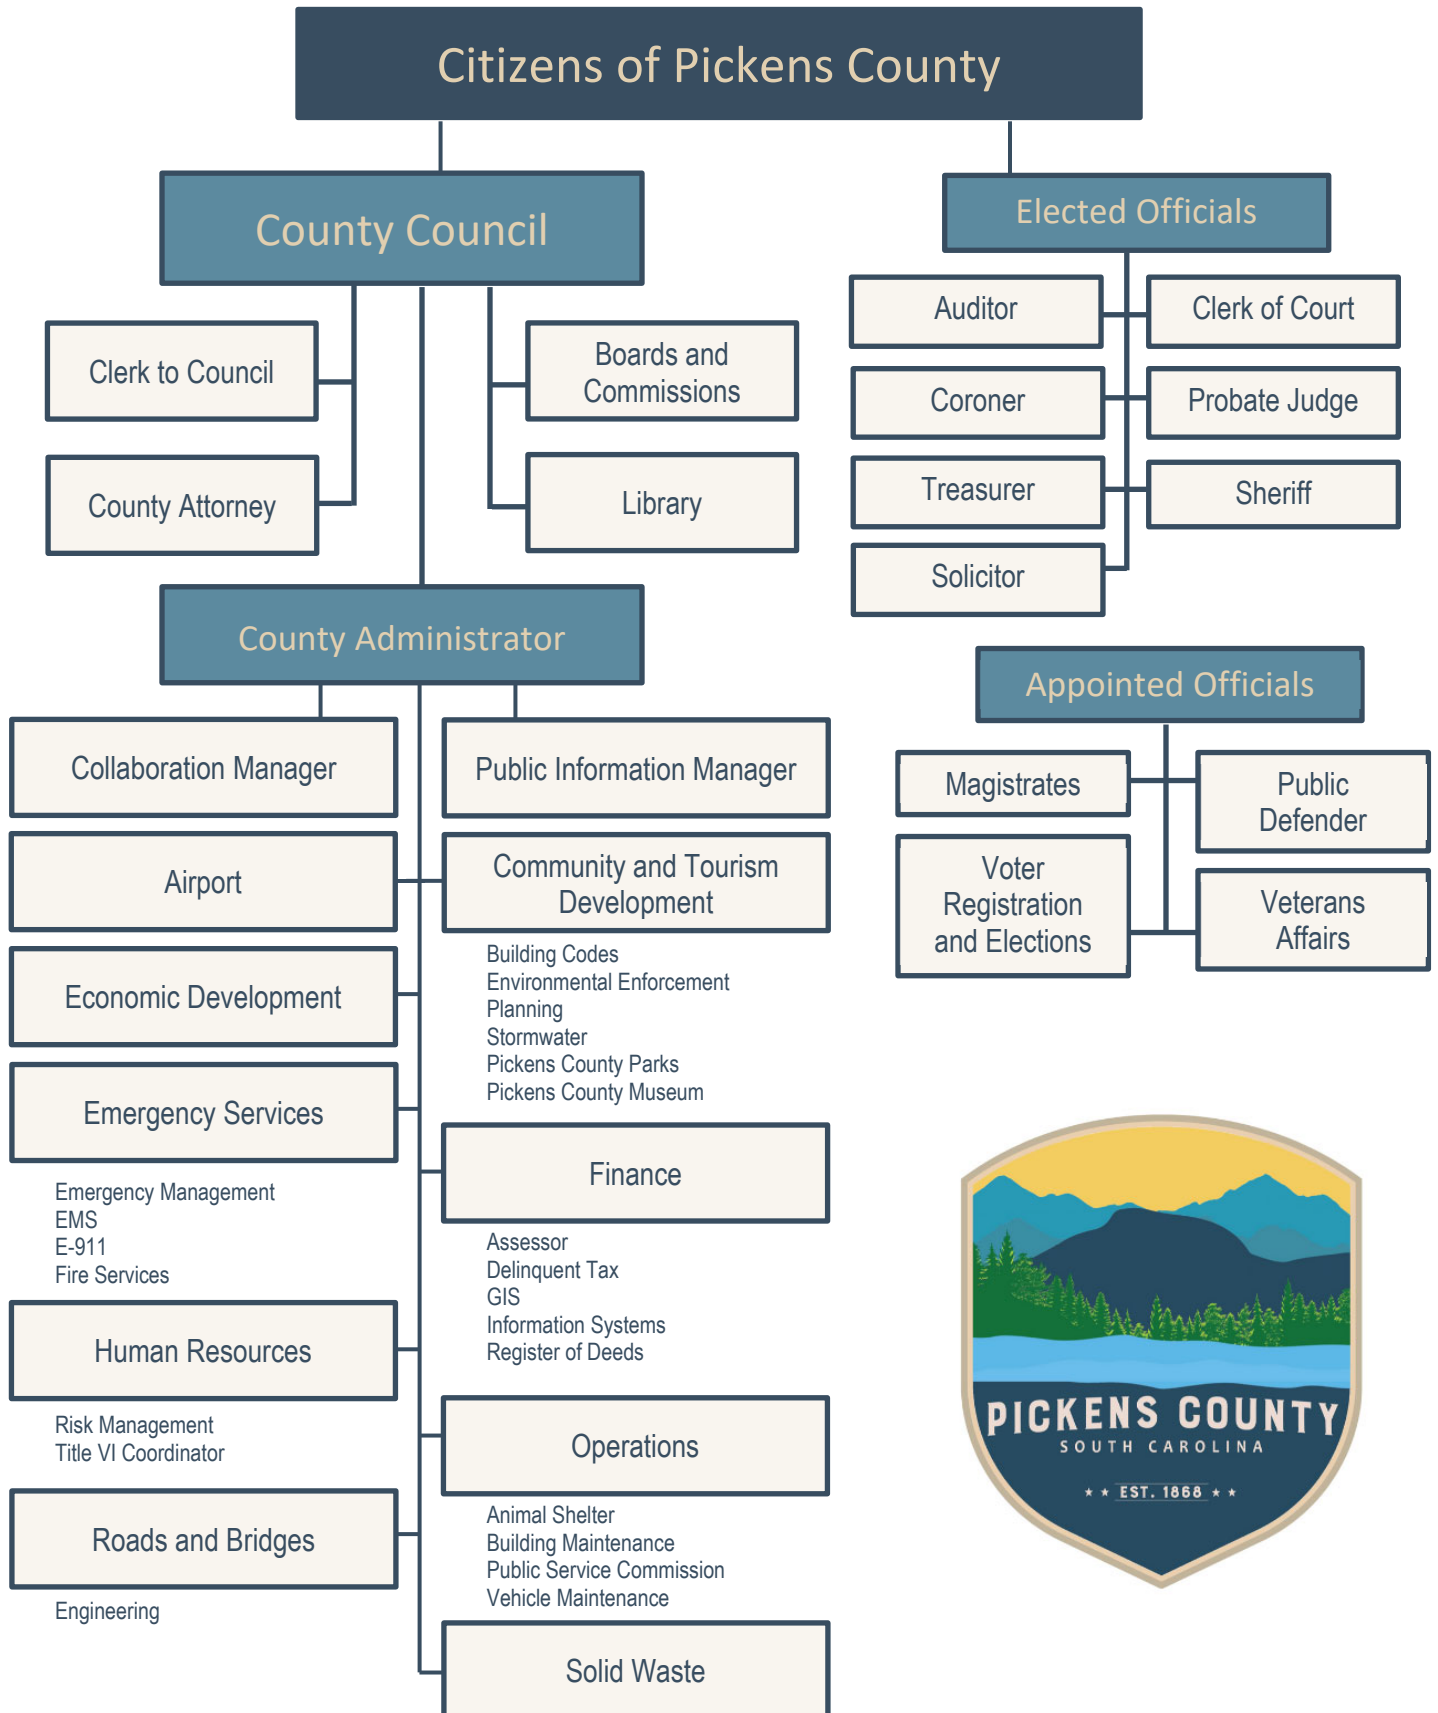 Citizens of Pickens County
County Council
Clerk to Council
County Attorney
Boards and
Commissions
Library
Elected Officials
Auditor
Clerk of Court
Coroner
Probate Judge
Treasurer
Sheriff
Solicitor
County Administrator
Collaboration Manager
Public Information Manager
Airport
Community and Tourism
Development
Building Codes
Environmental Enforcement
Planning
Stormwater
Pickens County Parks
Pickens County Museum
Economic Development
Emergency Services
Emergency Management
EMS
E-911
Fire Services
Finance
Assessor
Delinquent Tax
GIS
Information Systems
Register of Deeds
Human Resources
Risk Management
Title VI Coordinator
Operations
Animal Shelter
Building Maintenance
Public Service Commission
Vehicle Maintenance
Roads and Bridges
Engineering
Solid Waste
Appointed Officials
Magistrates
Public
Defender
Voter
Registration
and Elections
Veterans
Affairs
PICKENS COUNTY
SOUTH CAROLINA
EST. 1868